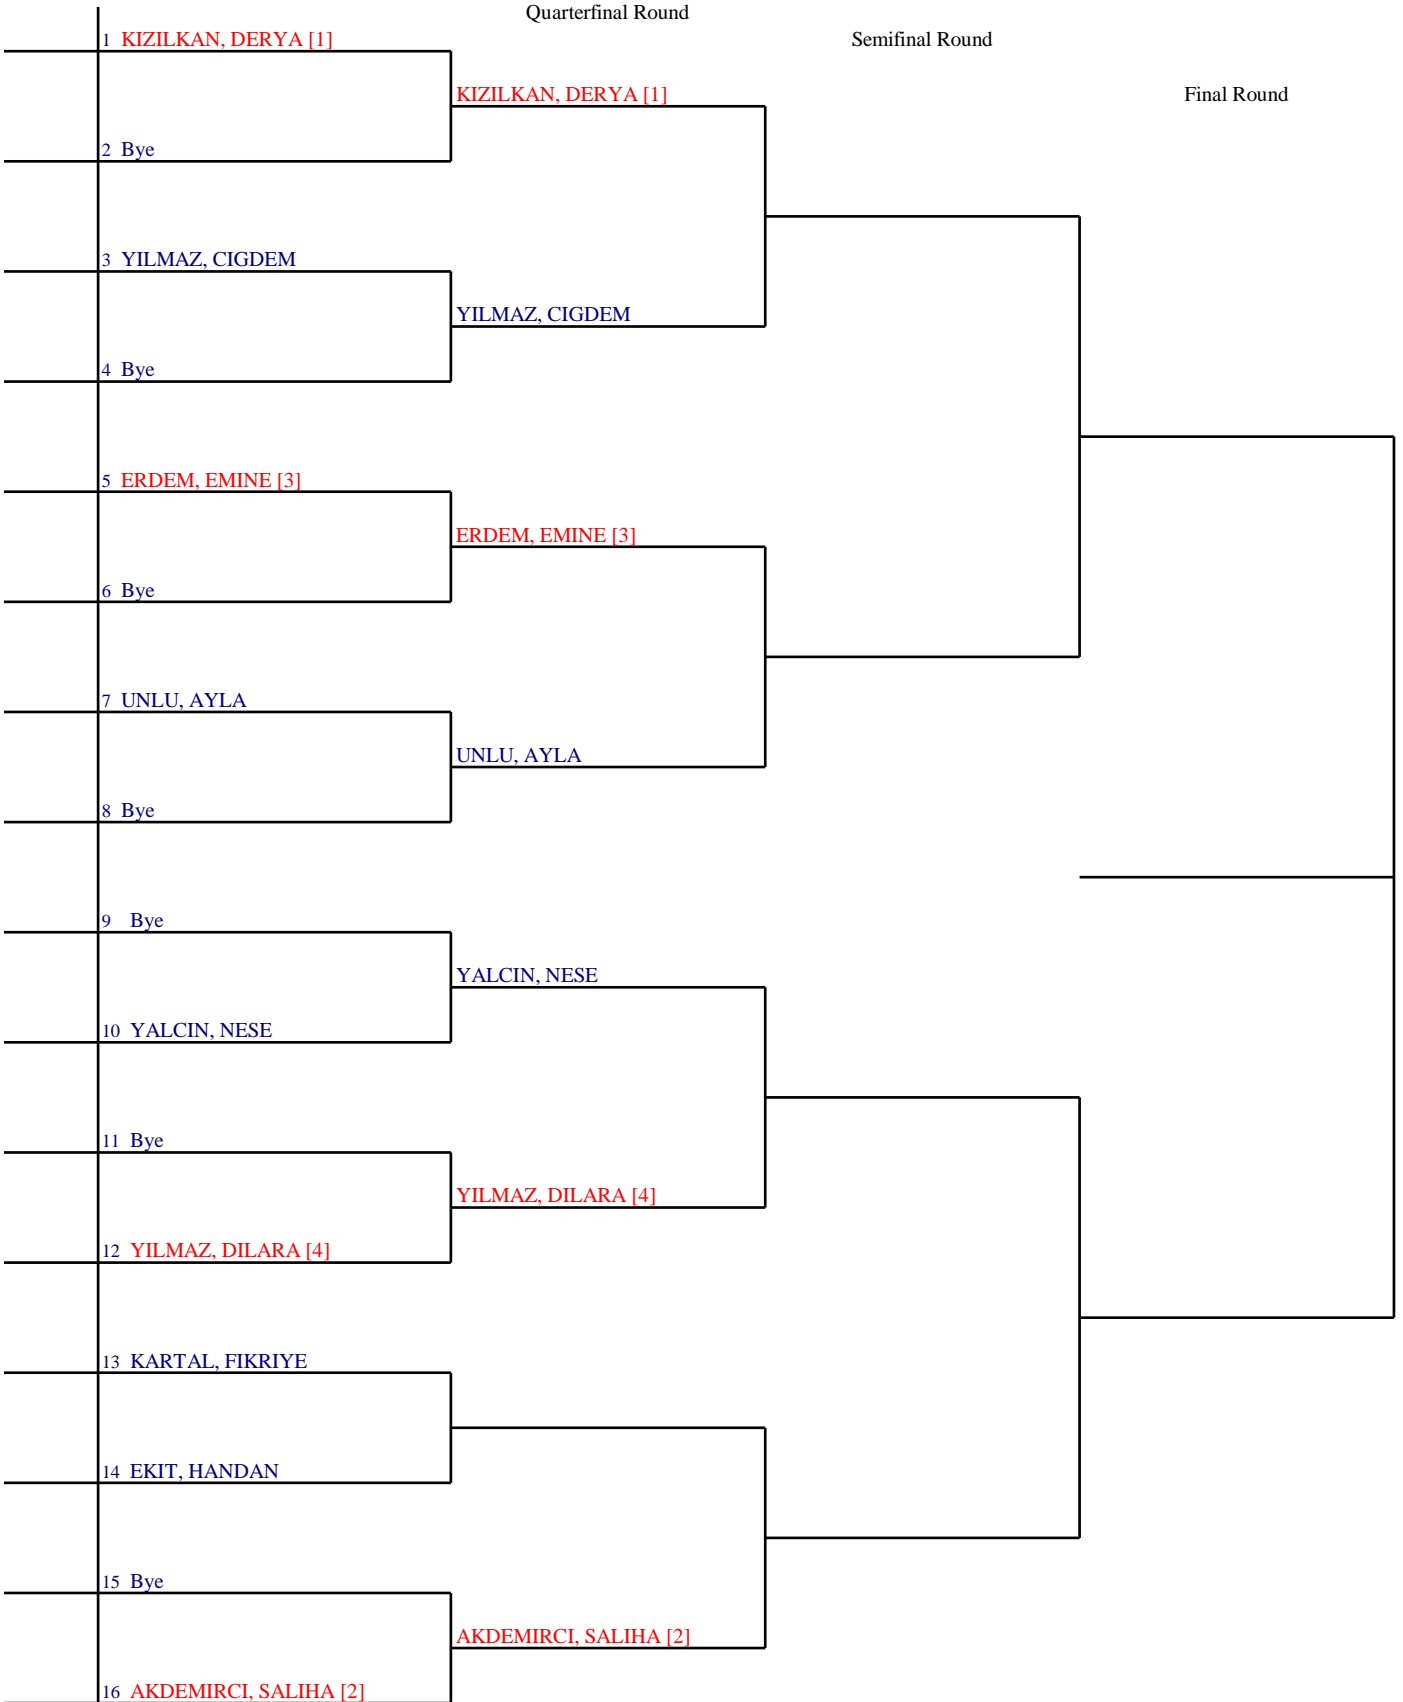 Quarterfinal Round
Semifinal Round
Final Round
1 KIZILKAN, DERYA [1]
KIZILKAN, DERYA [1]
2 Bye
3 YILMAZ, CIGDEM
YILMAZ, CIGDEM
4 Bye
5 ERDEM, EMINE [3]
ERDEM, EMINE [3]
6 Bye
7 UNLU, AYLA
UNLU, AYLA
8 Bye
9 Bye
YALCIN, NESE
10 YALCIN, NESE
11 Bye
YILMAZ, DILARA [4]
12 YILMAZ, DILARA [4]
13 KARTAL, FIKRIYE
14 EKIT, HANDAN
15 Bye
AKDEMIRCI, SALIHA [2]
16 AKDEMIRCI, SALIHA [2]